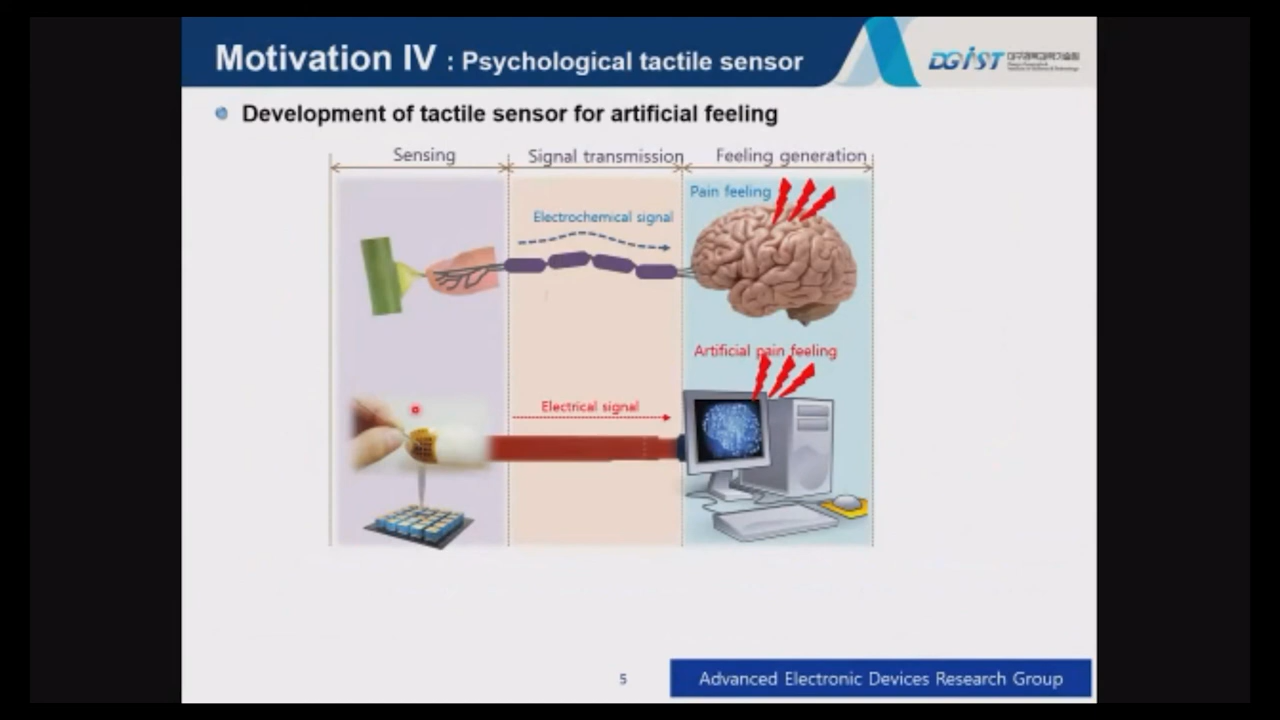 Motivation IV : Psychological tactile sensor
DGIST 대구경북과학기술원
Development of tactile sensor for artificial feeling
Sensing
Signal transmission
Feeling generation
Pain feeling
Electrochemical signal
Artificial pain feeling
Electrical signal
5
Advanced Electronic Devices Research Group